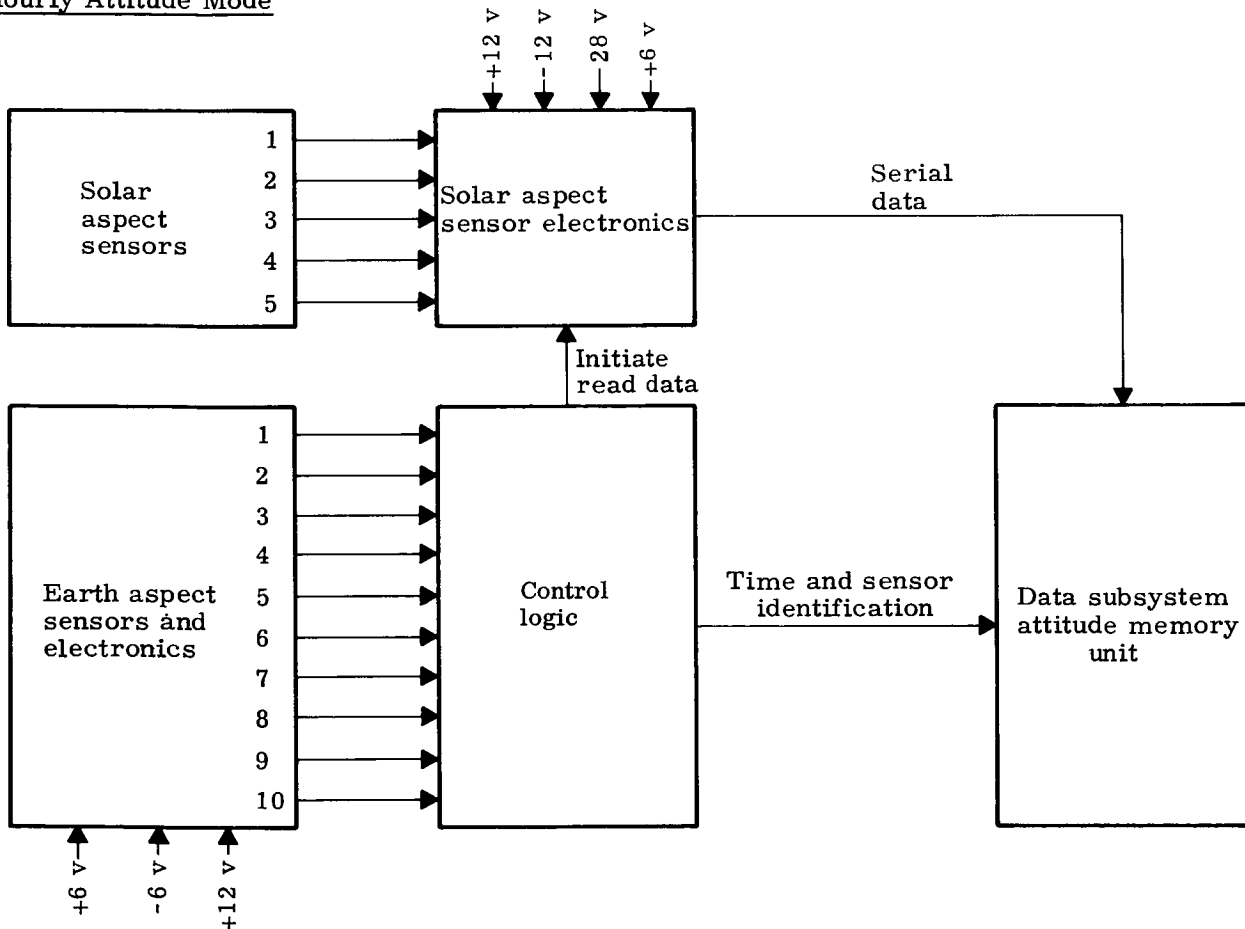 Hourly Attitude Mode
+12 v
-12 v
-28 v
+6 v
Solar
aspect
sensors
1
2
3
4
5
Solar aspect
sensor electronics
Serial
data
Initiate
read data
Earth aspect
sensors and
electronics
1
2
3
4
5
6
7
8
9
10
Control
logic
Time and sensor
identification
Data subsystem
attitude memory
unit
+6 v
-6 v
+12 v